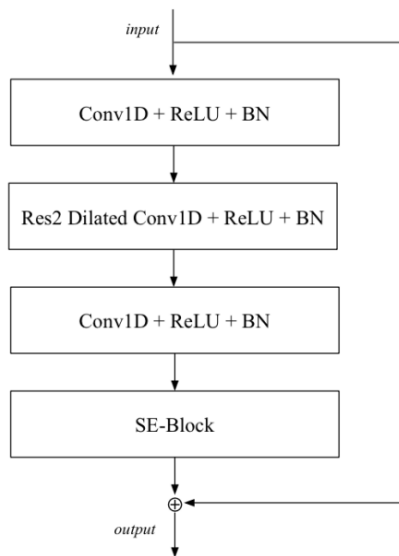 input
Conv1D + ReLU + BN
Res2 Dilated Conv1D + ReLU + BN
Conv1D + ReLU + BN
SE-Block
output